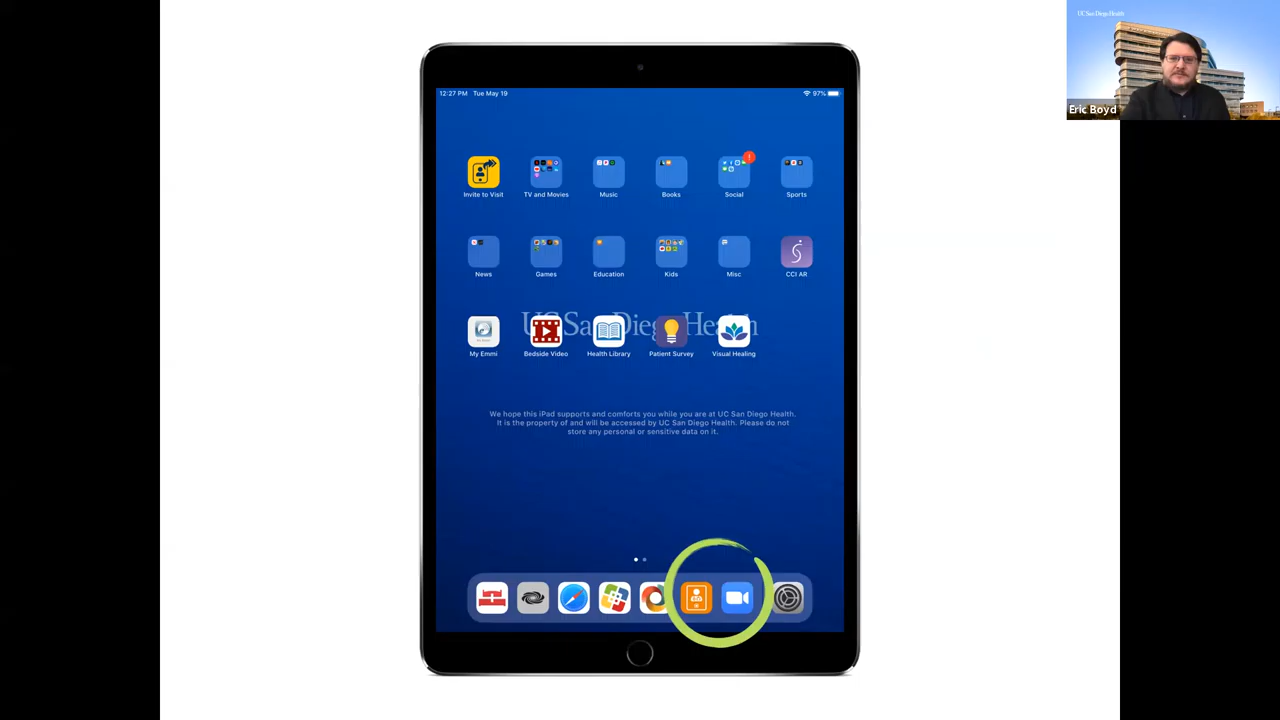 UC San Diego Health
Eric Boyd
12:27 PM Tue May 19
97%
Invite to Visit
TV and Movies
Music
Books
Social
Sports
News
Games
Education
Kids
Misc
CCI AR
UC San Diego Health
My Emmi
Bedside Video
Health Library
Patient Survey
Visual Healing
We hope this iPad supports and comforts you while you are at UC San Diego Health.
It is the property of and will be accessed by UC San Diego Health. Please do not
store any personal or sensitive data on it.